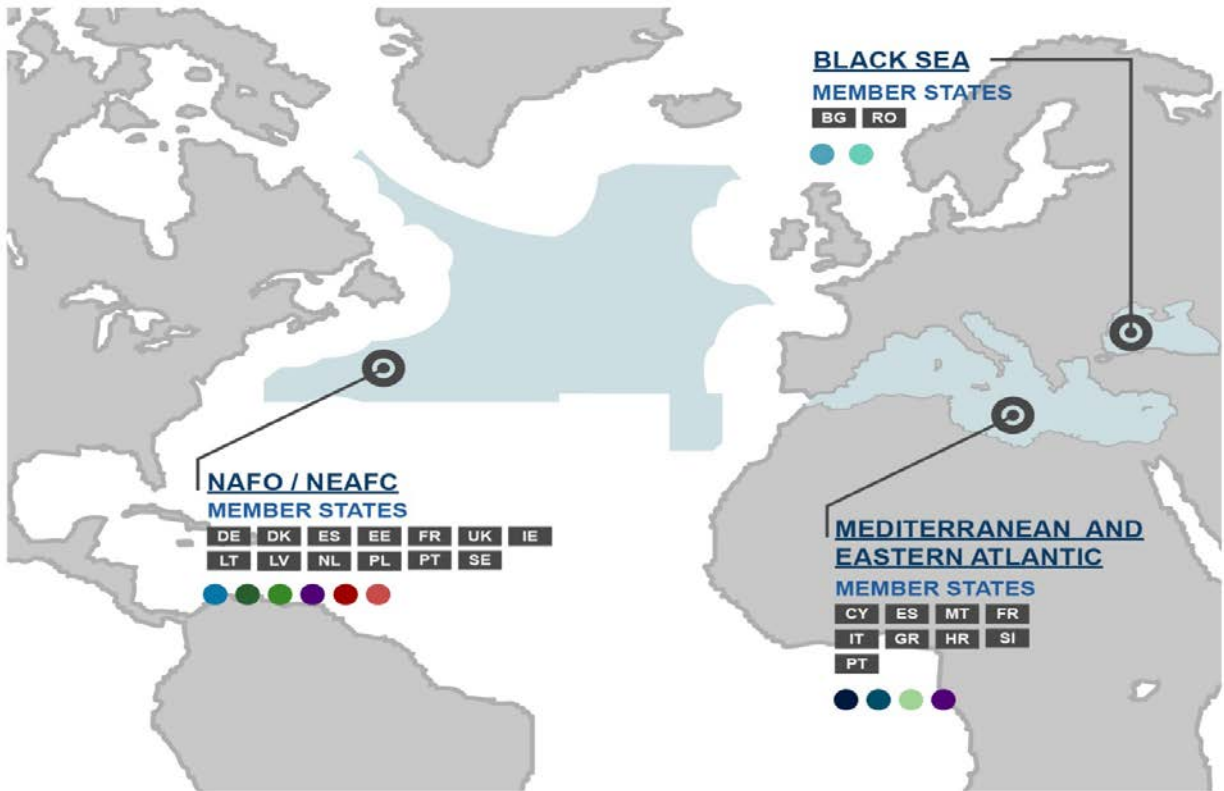 BLACK SEA
MEMBER STATES
BG RO
NAFO / NEAFC
MEMBER STATES
DE DK ES EE FR UK IE
LT LV NL PL PT SE
MEDITERRANEAN AND
EASTERN ATLANTIC
MEMBER STATES
CY ES MT FR
IT GR HR SI
PT